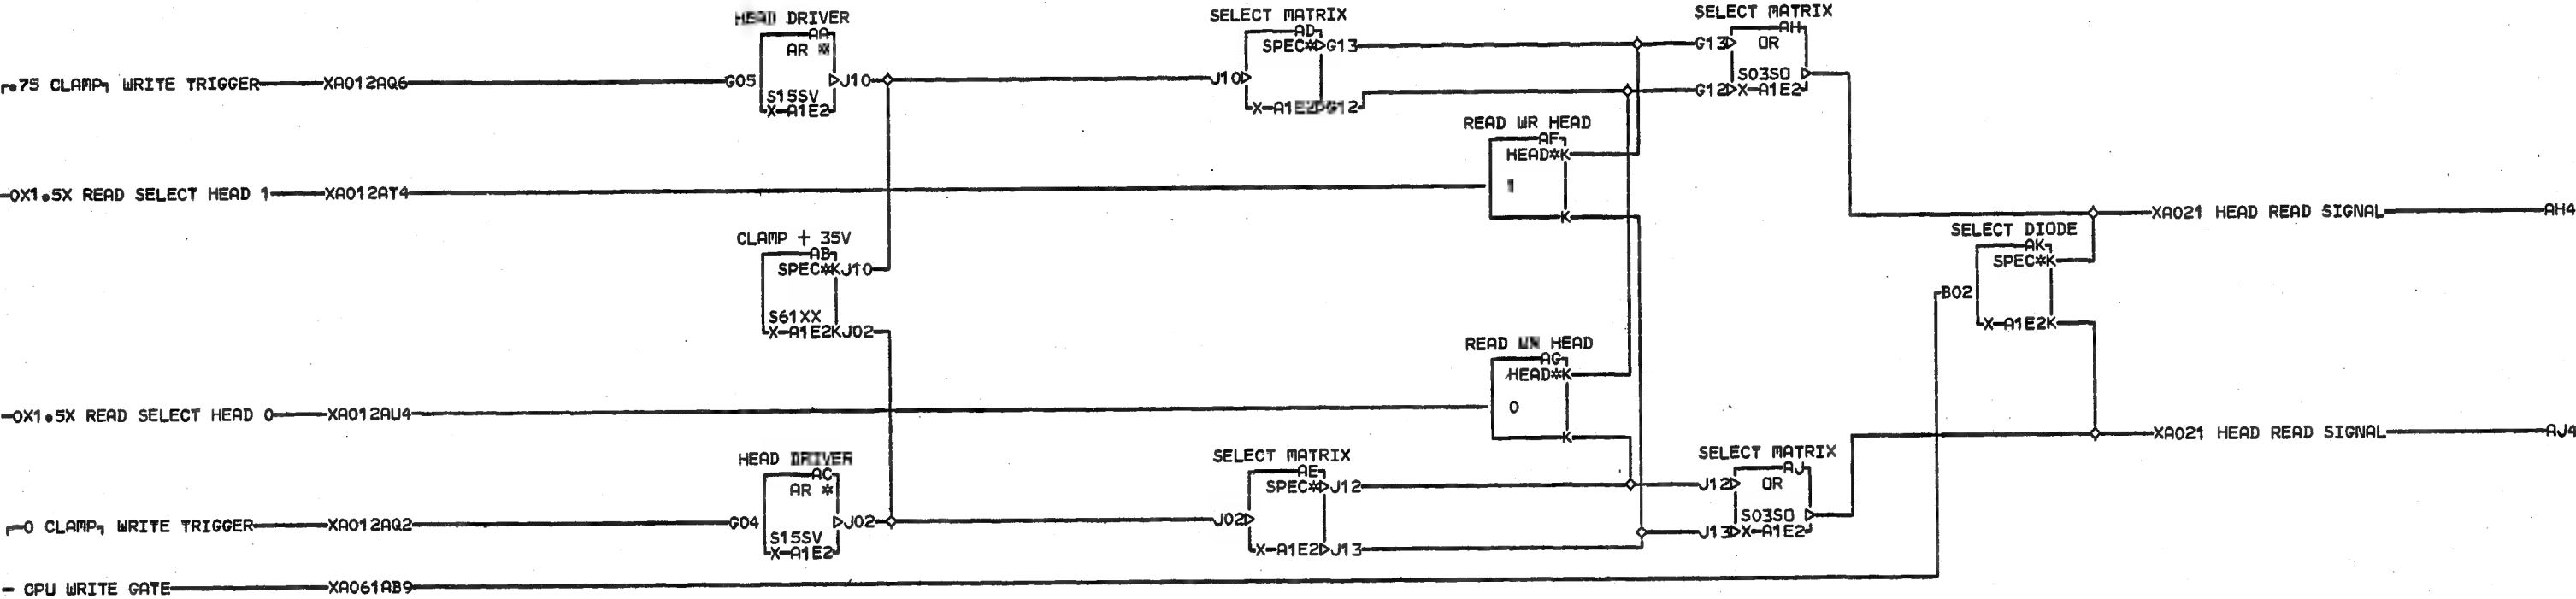 HEAD DRIVER
AA
AR *
.75 CLAMP, WRITE TRIGGER XA012AQ6 G05 J10
S15SV
X-A1E2
SELECT MATRIX
AD
SPEC* G13
J10
X-A1E2 G12
SELECT MATRIX
AH
G13 OR
S03SO
G12 X-A1E2
READ WR HEAD
AF
HEAD*K
1
K
-0X1.5X READ SELECT HEAD 1 XA012AT4
CLAMP + 35V
AB
SPEC*KJ10
S61XX
X-A1E2KJ02
XA021 HEAD READ SIGNAL AH4
SELECT DIODE
AK
SPEC*K
B02
X-A1E2K
READ HEAD
AG
HEAD*K
0
K
-0X1.5X READ SELECT HEAD 0 XA012AU4
XA021 HEAD READ SIGNAL AJ4
HEAD DRIVER
AC
AR *
-0 CLAMP, WRITE TRIGGER XA012AQ2 G04 J02
S15SV
X-A1E2
SELECT MATRIX
AE
SPEC* J12
J02
X-A1E2 J13
SELECT MATRIX
AJ
J12 OR
S03SO
J13 X-A1E2
- CPU WRITE GATE XA061AB9